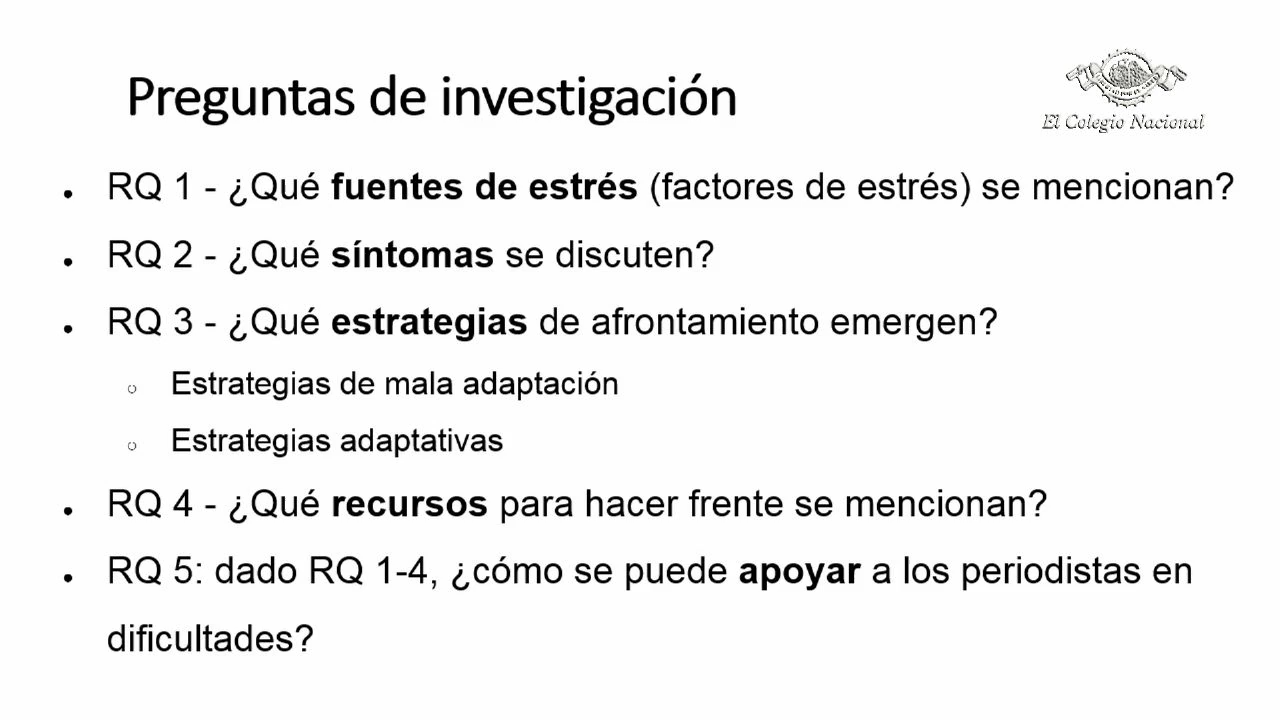 Preguntas de investigación
El Colegio Nacional
• RQ 1 - ¿Qué fuentes de estrés (factores de estrés) se mencionan?
• RQ 2 - ¿Qué síntomas se discuten?
• RQ 3 - ¿Qué estrategias de afrontamiento emergen?
○ Estrategias de mala adaptación
○ Estrategias adaptativas
• RQ 4 - ¿Qué recursos para hacer frente se mencionan?
• RQ 5: dado RQ 1-4, ¿cómo se puede apoyar a los periodistas en
dificultades?